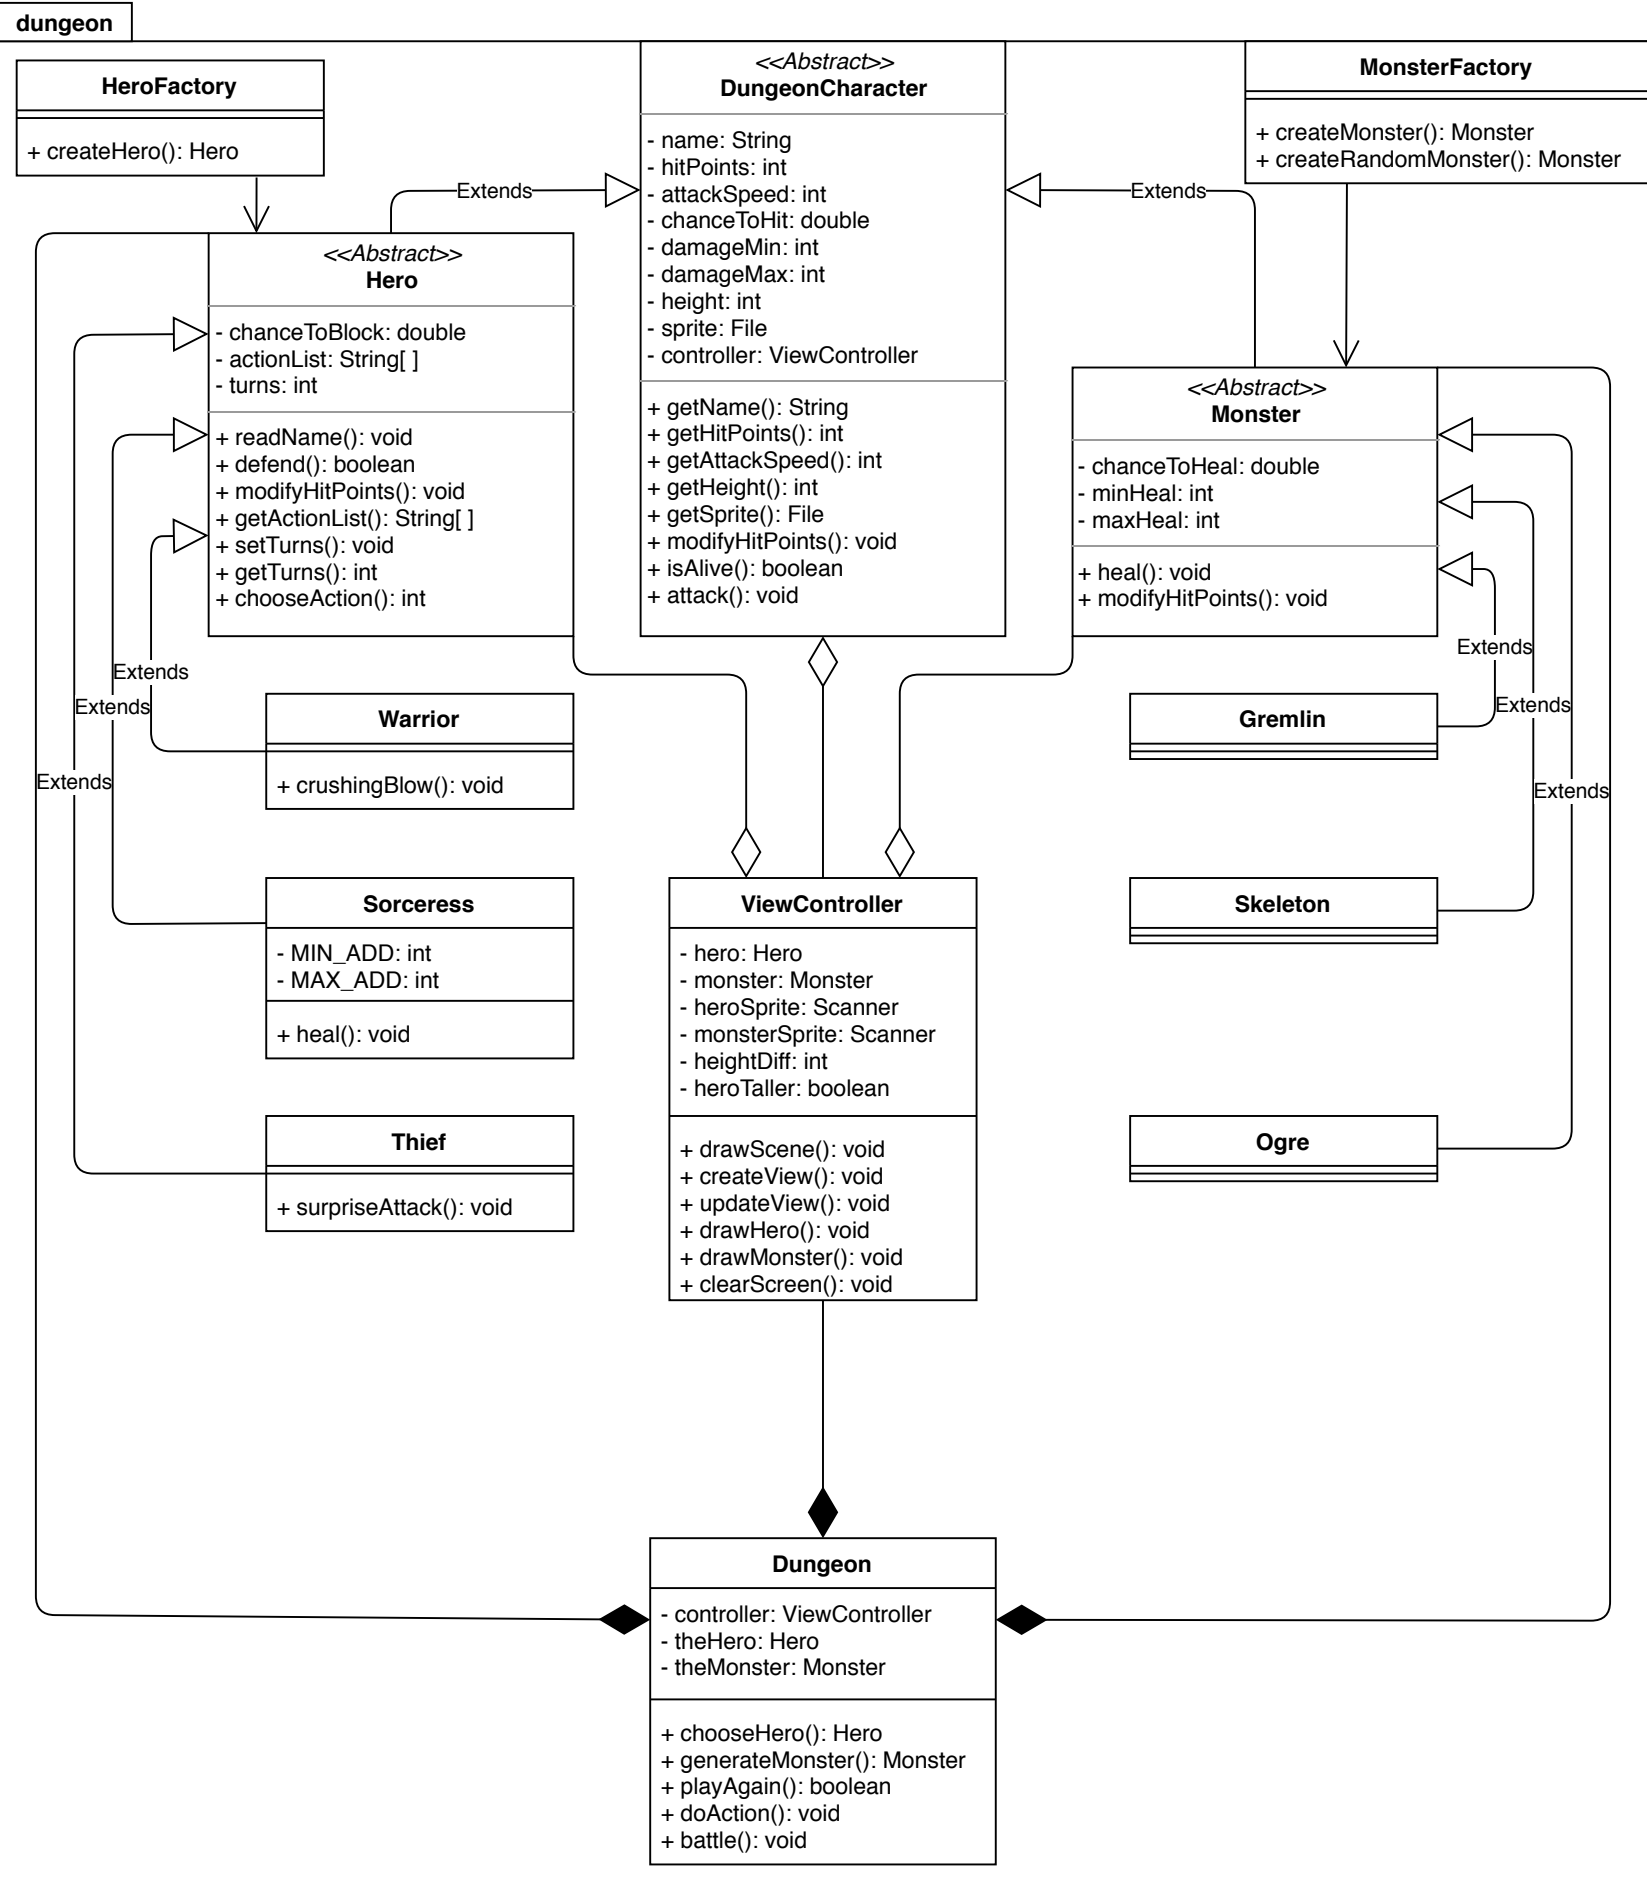 dungeon
HeroFactory
+ createHero(): Hero
<<Abstract>>
DungeonCharacter
- name: String
- hitPoints: int
- attackSpeed: int
- chanceToHit: double
- damageMin: int
- damageMax: int
- height: int
- sprite: File
- controller: ViewController
+ getName(): String
+ getHitPoints(): int
+ getAttackSpeed(): int
+ getHeight(): int
+ getSprite(): File
+ modifyHitPoints(): void
+ isAlive(): boolean
+ attack(): void
MonsterFactory
+ createMonster(): Monster
+ createRandomMonster(): Monster
Extends
Extends
<<Abstract>>
Hero
- chanceToBlock: double
- actionList: String[ ]
- turns: int
+ readName(): void
+ defend(): boolean
+ modifyHitPoints(): void
+ getActionList(): String[ ]
+ setTurns(): void
+ getTurns(): int
+ chooseAction(): int
<<Abstract>>
Monster
- chanceToHeal: double
- minHeal: int
- maxHeal: int
+ heal(): void
+ modifyHitPoints(): void
Extends
Extends
Extends
Extends
Extends
Extends
Warrior
+ crushingBlow(): void
Gremlin
Sorceress
- MIN_ADD: int
- MAX_ADD: int
+ heal(): void
ViewController
- hero: Hero
- monster: Monster
- heroSprite: Scanner
- monsterSprite: Scanner
- heightDiff: int
- heroTaller: boolean
+ drawScene(): void
+ createView(): void
+ updateView(): void
+ drawHero(): void
+ drawMonster(): void
+ clearScreen(): void
Skeleton
Thief
+ surpriseAttack(): void
Ogre
Dungeon
- controller: ViewController
- theHero: Hero
- theMonster: Monster
+ chooseHero(): Hero
+ generateMonster(): Monster
+ playAgain(): boolean
+ doAction(): void
+ battle(): void